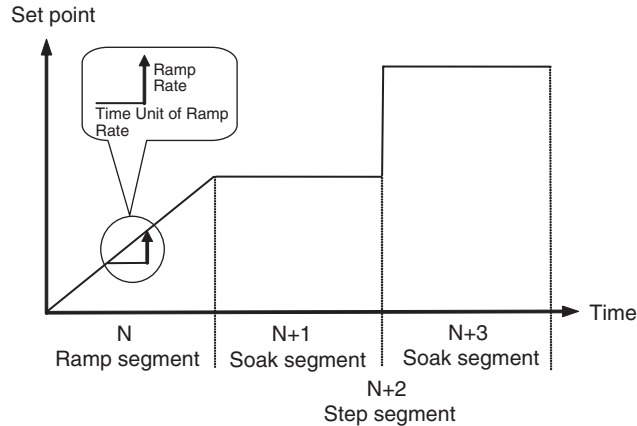 Set point
Ramp
Rate
Time Unit of Ramp
Rate
Time
N
Ramp segment
N+1
Soak segment
N+3
Soak segment
N+2
Step segment